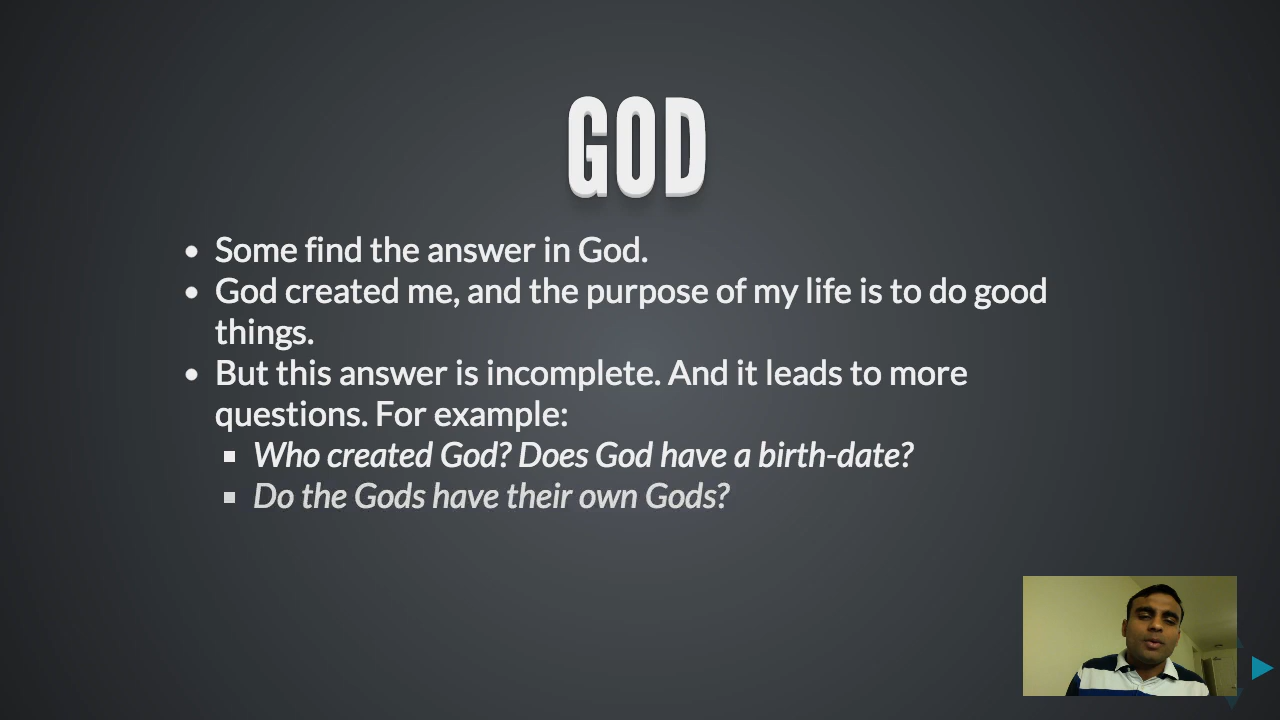 GOD
Some find the answer in God.
God created me, and the purpose of my life is to do good
things.
But this answer is incomplete. And it leads to more
questions. For example:
Who created God? Does God have a birth-date?
Do the Gods have their own Gods?